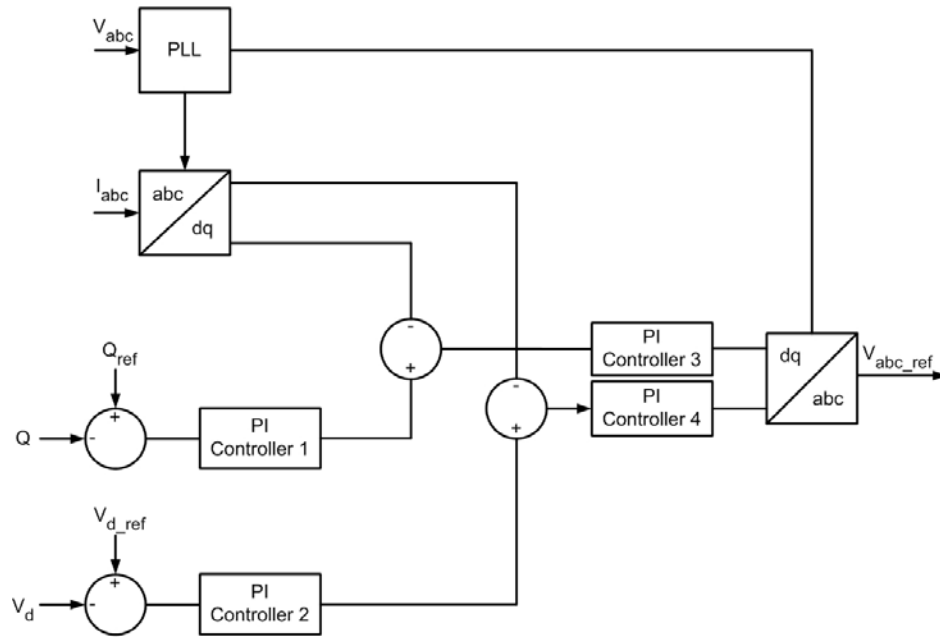 V_abc
PLL
I_abc
abc
dq
-
+
Q_ref
+
Q
-
PI
Controller 1
PI
Controller 3
-
+
PI
Controller 4
dq
abc
V_abc_ref
V_d_ref
+
V_d
-
PI
Controller 2